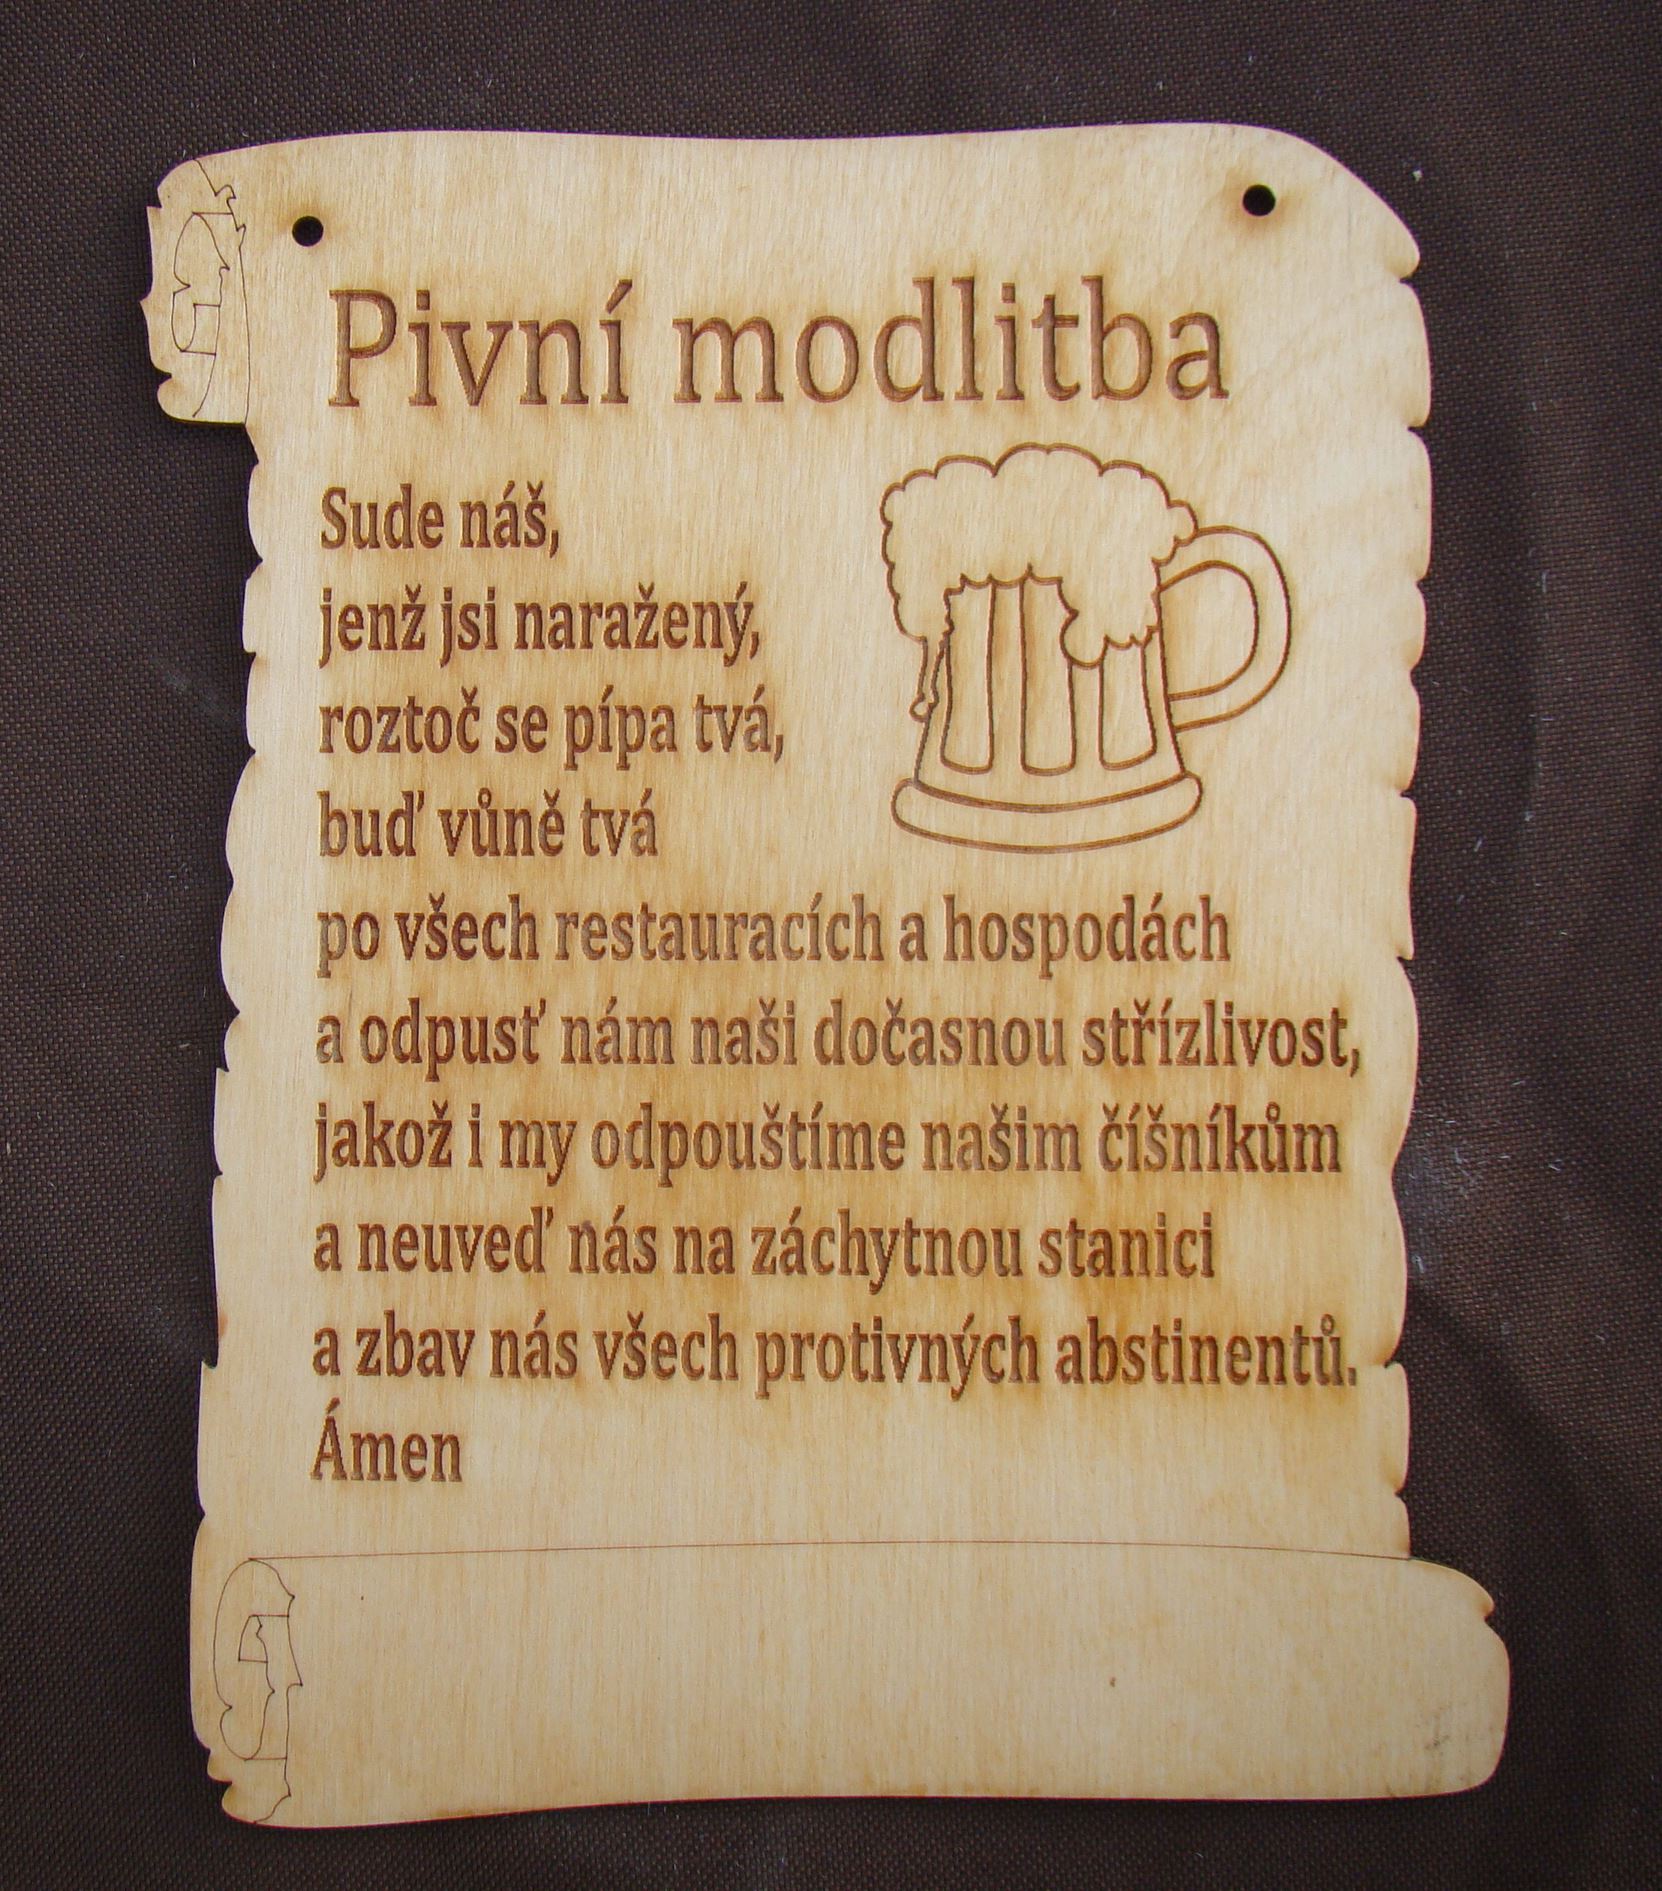 Pivní modlitba
Sude náš,
jenž jsi naražený,
roztoč se pípa tvá,
buď vůně tvá
po všech restauracích a hospodách
a odpusť nám naši dočasnou střízlivost,
jakož i my odpouštíme našim číšníkům
a neuveď nás na záchytnou stanici
a zbav nás všech protivných abstinentů.
Ámen